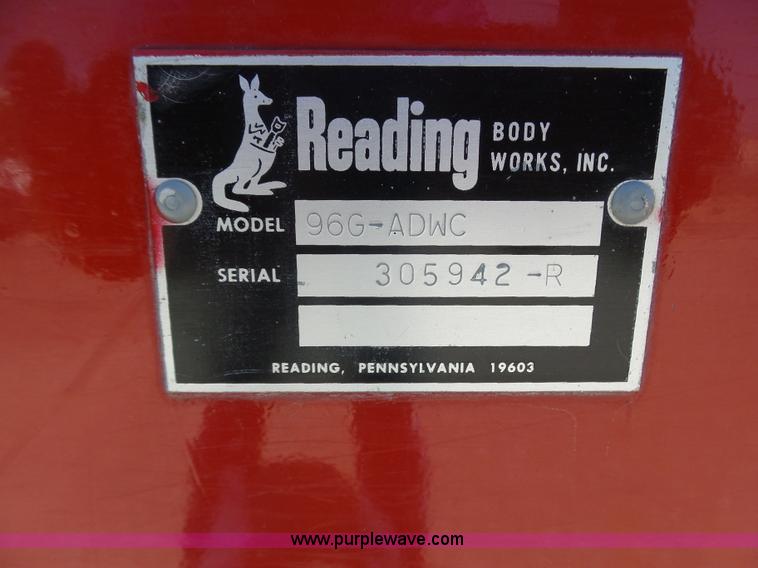 Reading BODY
WORKS, INC.
MODEL 96G-ADWC
SERIAL 305942-R
READING, PENNSYLVANIA 19603
www.purplewave.com